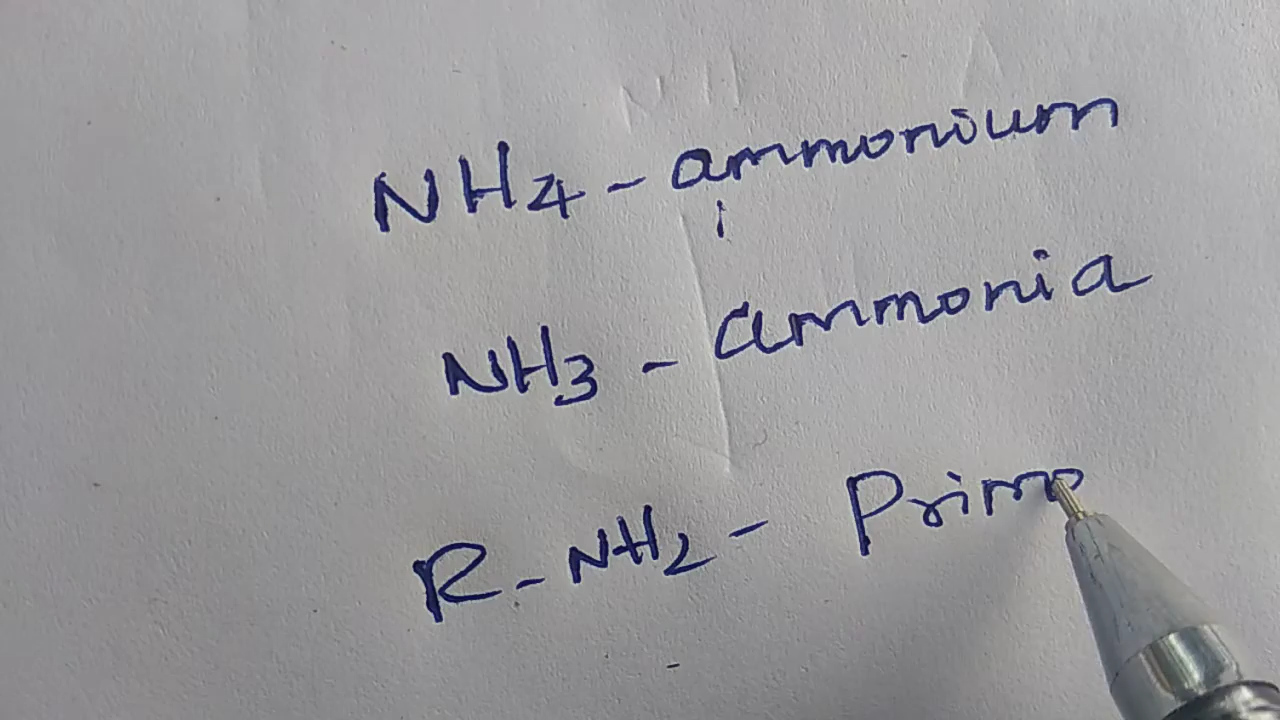 NH4 - ammonium
NH3 - ammonia
R-NH2 - Prim